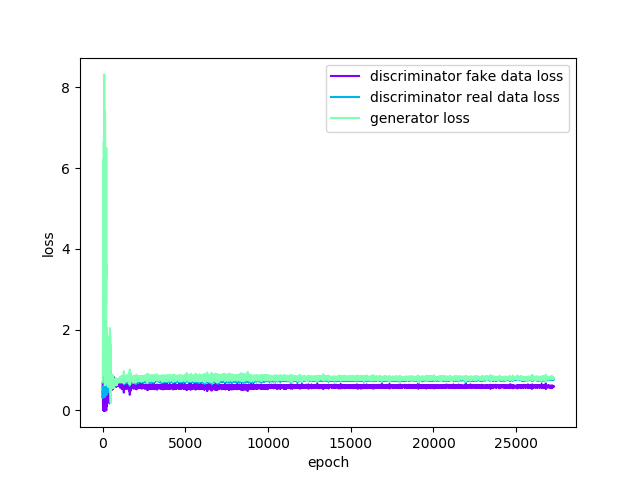 discriminator fake data loss
discriminator real data loss
generator loss
8
6
4
2
0
loss
0 5000 10000 15000 20000 25000
epoch